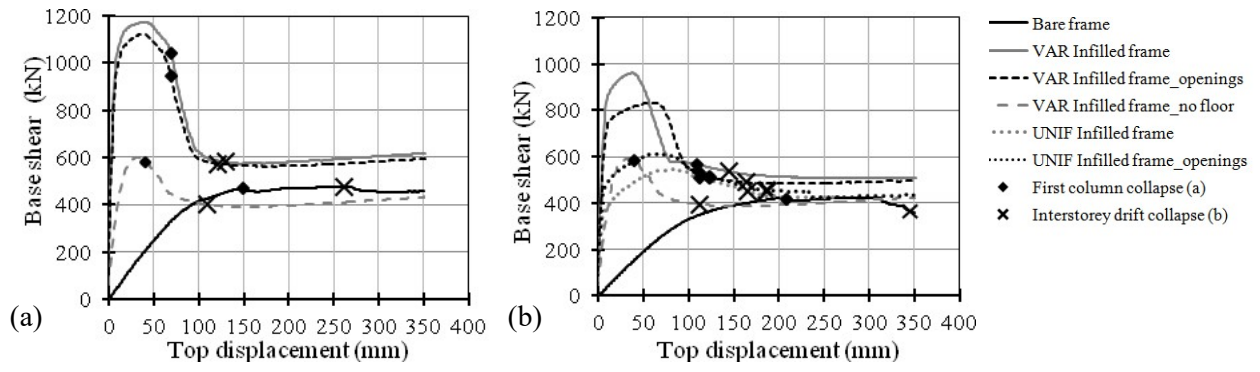 1200
1000
800
600
400
200
0
Base shear (kN)
0 50 100 150 200 250 300 350 400
Top displacement (mm)
(a)
1200
1000
800
600
400
200
0
Base shear (kN)
0 50 100 150 200 250 300 350 400
Top displacement (mm)
(b)
Bare frame
VAR Infilled frame
VAR Infilled frame_openings
VAR Infilled frame_no floor
UNIF Infilled frame
UNIF Infilled frame_openings
First column collapse (a)
Interstorey drift collapse (b)